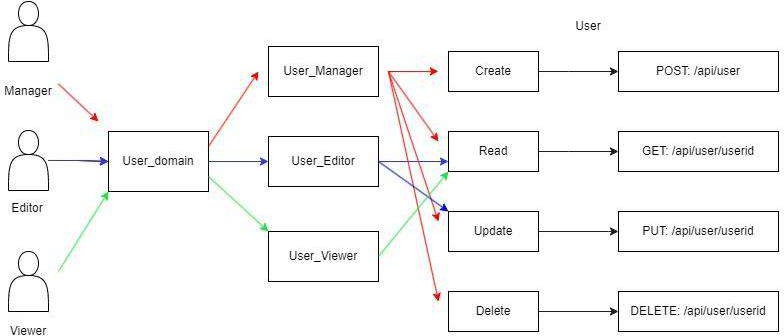 User
Manager
Editor
Viewer
User_domain
User_Manager
User_Editor
User_Viewer
Create
Read
Update
Delete
POST: /api/user
GET: /api/user/userid
PUT: /api/user/userid
DELETE: /api/user/userid